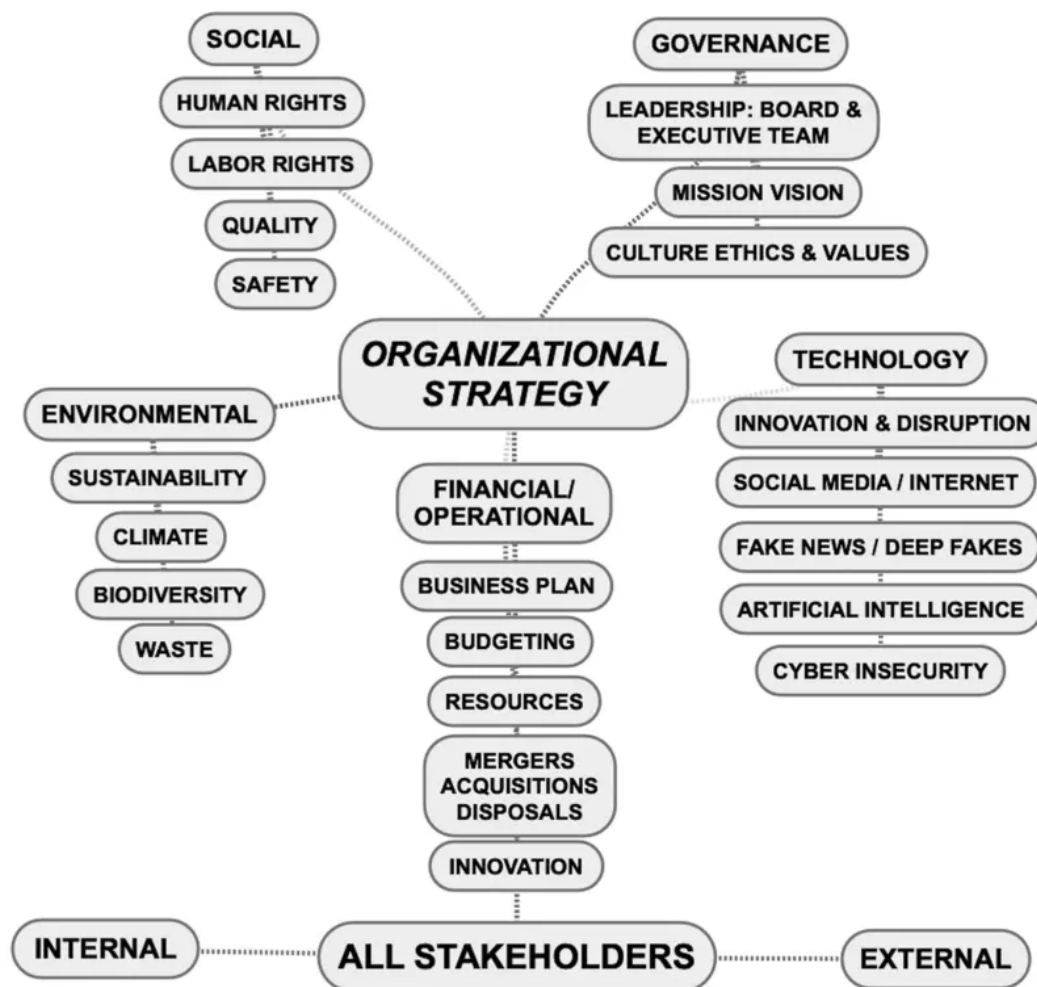 SOCIAL
HUMAN RIGHTS
LABOR RIGHTS
QUALITY
SAFETY
GOVERNANCE
LEADERSHIP: BOARD &
EXECUTIVE TEAM
MISSION VISION
CULTURE ETHICS & VALUES
ORGANIZATIONAL
STRATEGY
ENVIRONMENTAL
SUSTAINABILITY
CLIMATE
BIODIVERSITY
WASTE
FINANCIAL/
OPERATIONAL
BUSINESS PLAN
BUDGETING
RESOURCES
MERGERS
ACQUISITIONS
DISPOSALS
INNOVATION
TECHNOLOGY
INNOVATION & DISRUPTION
SOCIAL MEDIA / INTERNET
FAKE NEWS / DEEP FAKES
ARTIFICIAL INTELLIGENCE
CYBER INSECURITY
INTERNAL
ALL STAKEHOLDERS
EXTERNAL